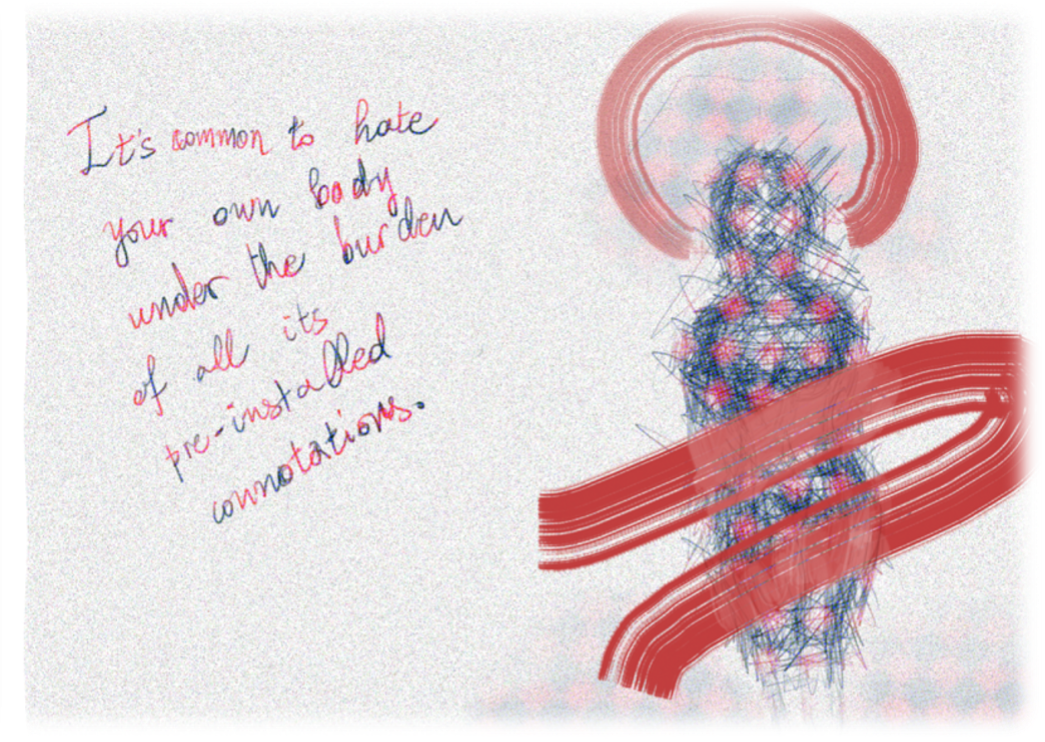 It's common to hate
your own body
under the burden
of all its
pre-installed
connotations.